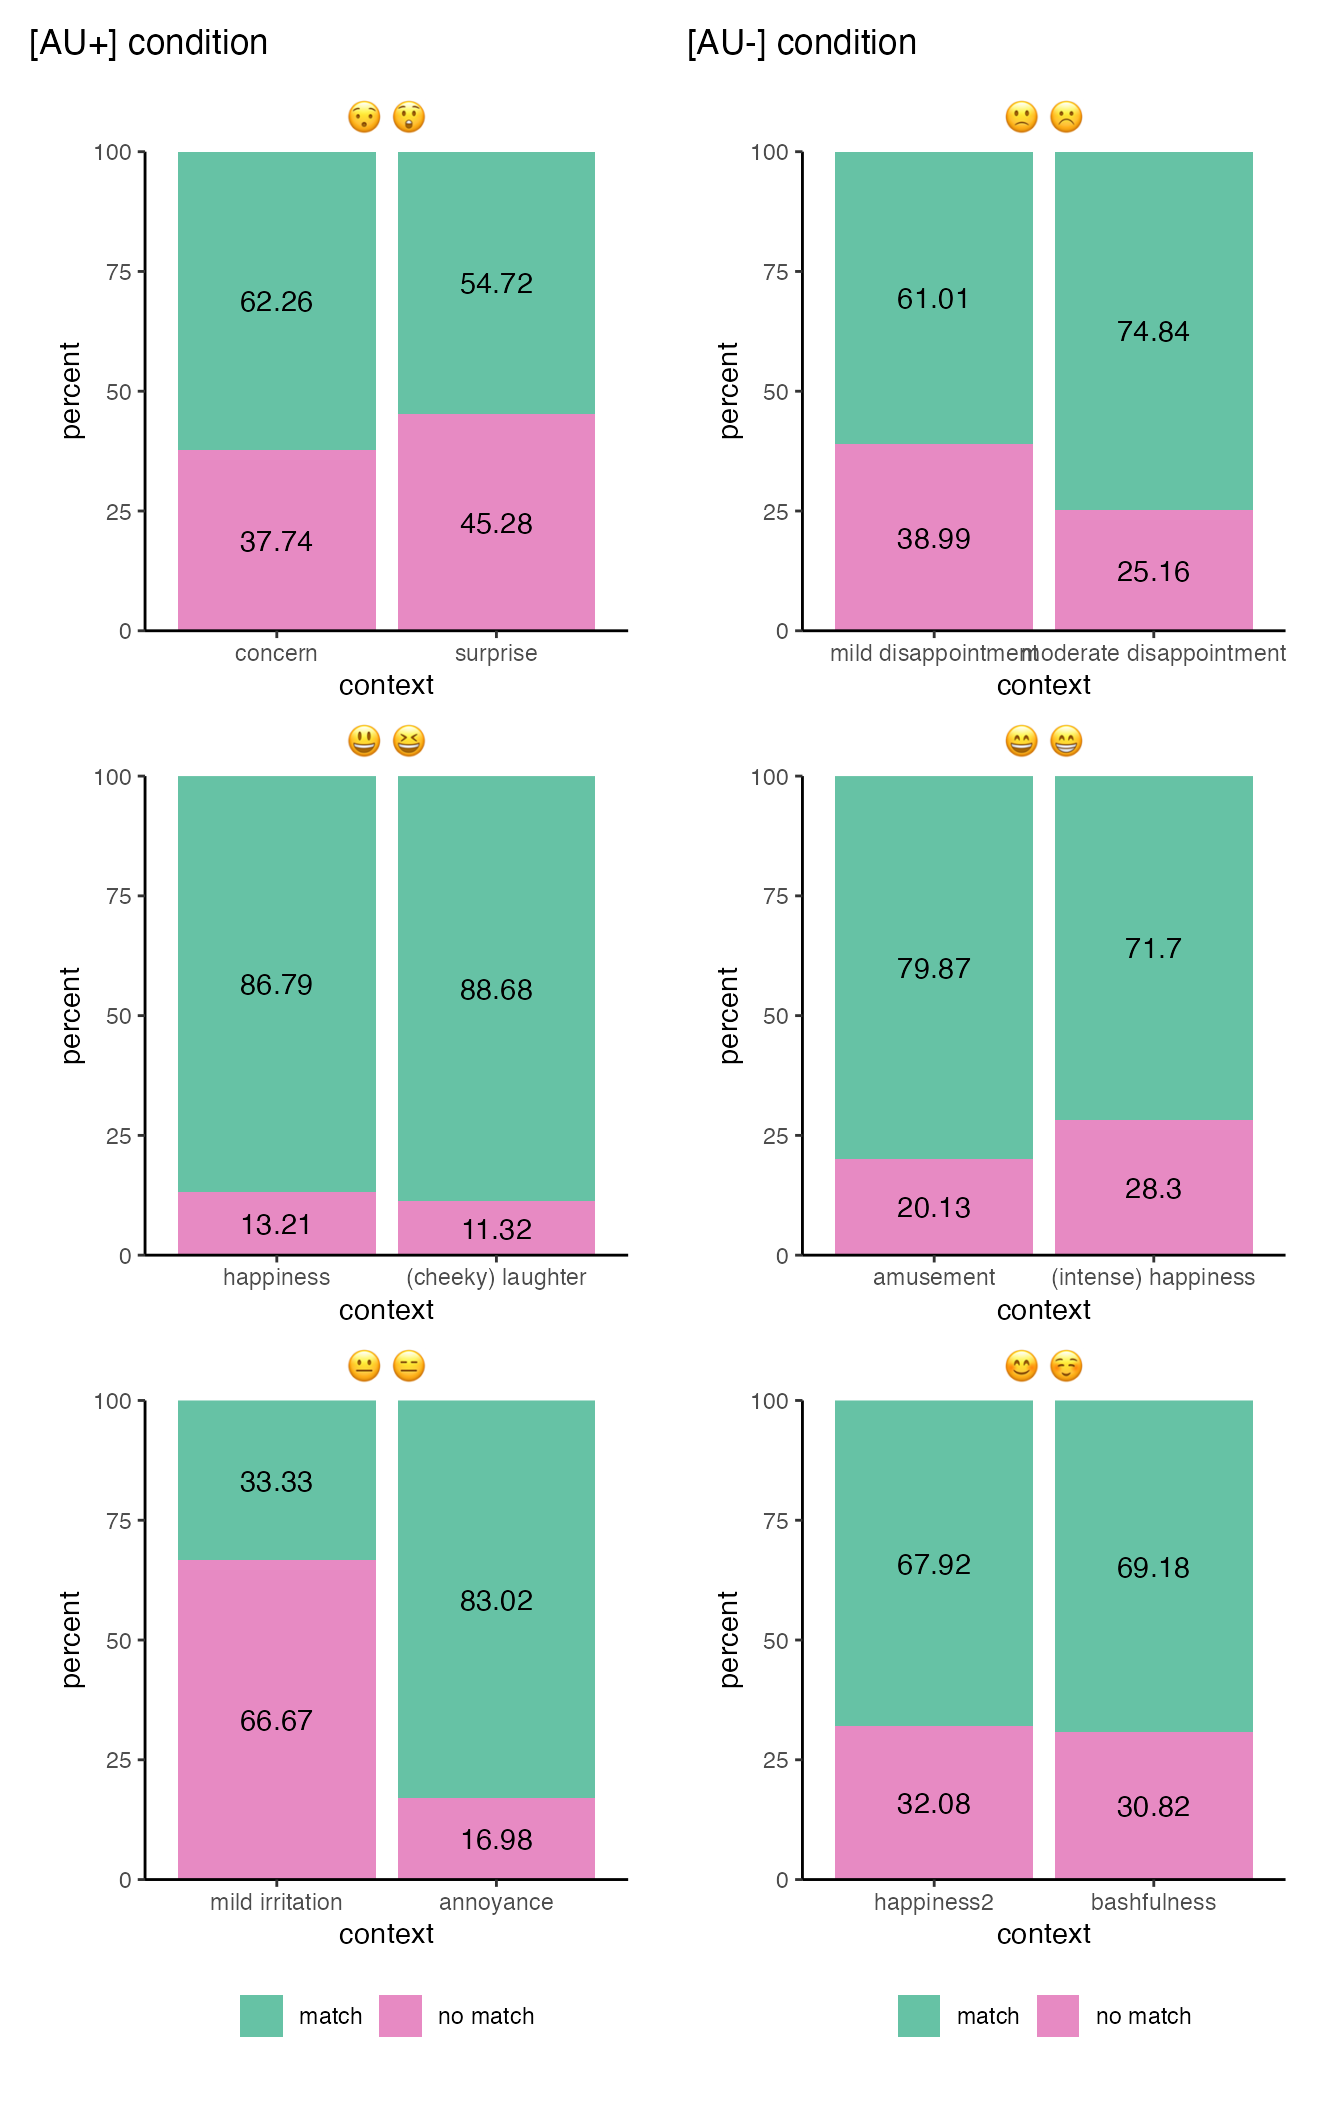 [AU+] condition
[AU-] condition
😯 😲
100
75
50
25
0
percent
62.26
54.72
37.74
45.28
concern surprise
context
🙁 ☹️
100
75
50
25
0
percent
61.01
74.84
38.99
25.16
mild disappointment moderate disappointment
context
😃 😆
100
75
50
25
0
percent
86.79
88.68
13.21
11.32
happiness (cheeky) laughter
context
😄 😁
100
75
50
25
0
percent
79.87
71.7
20.13
28.3
amusement (intense) happiness
context
😐 😑
100
75
50
25
0
percent
33.33
83.02
66.67
16.98
mild irritation annoyance
context
😊 ☺️
100
75
50
25
0
percent
67.92
69.18
32.08
30.82
happiness2 bashfulness
context
match no match
match no match